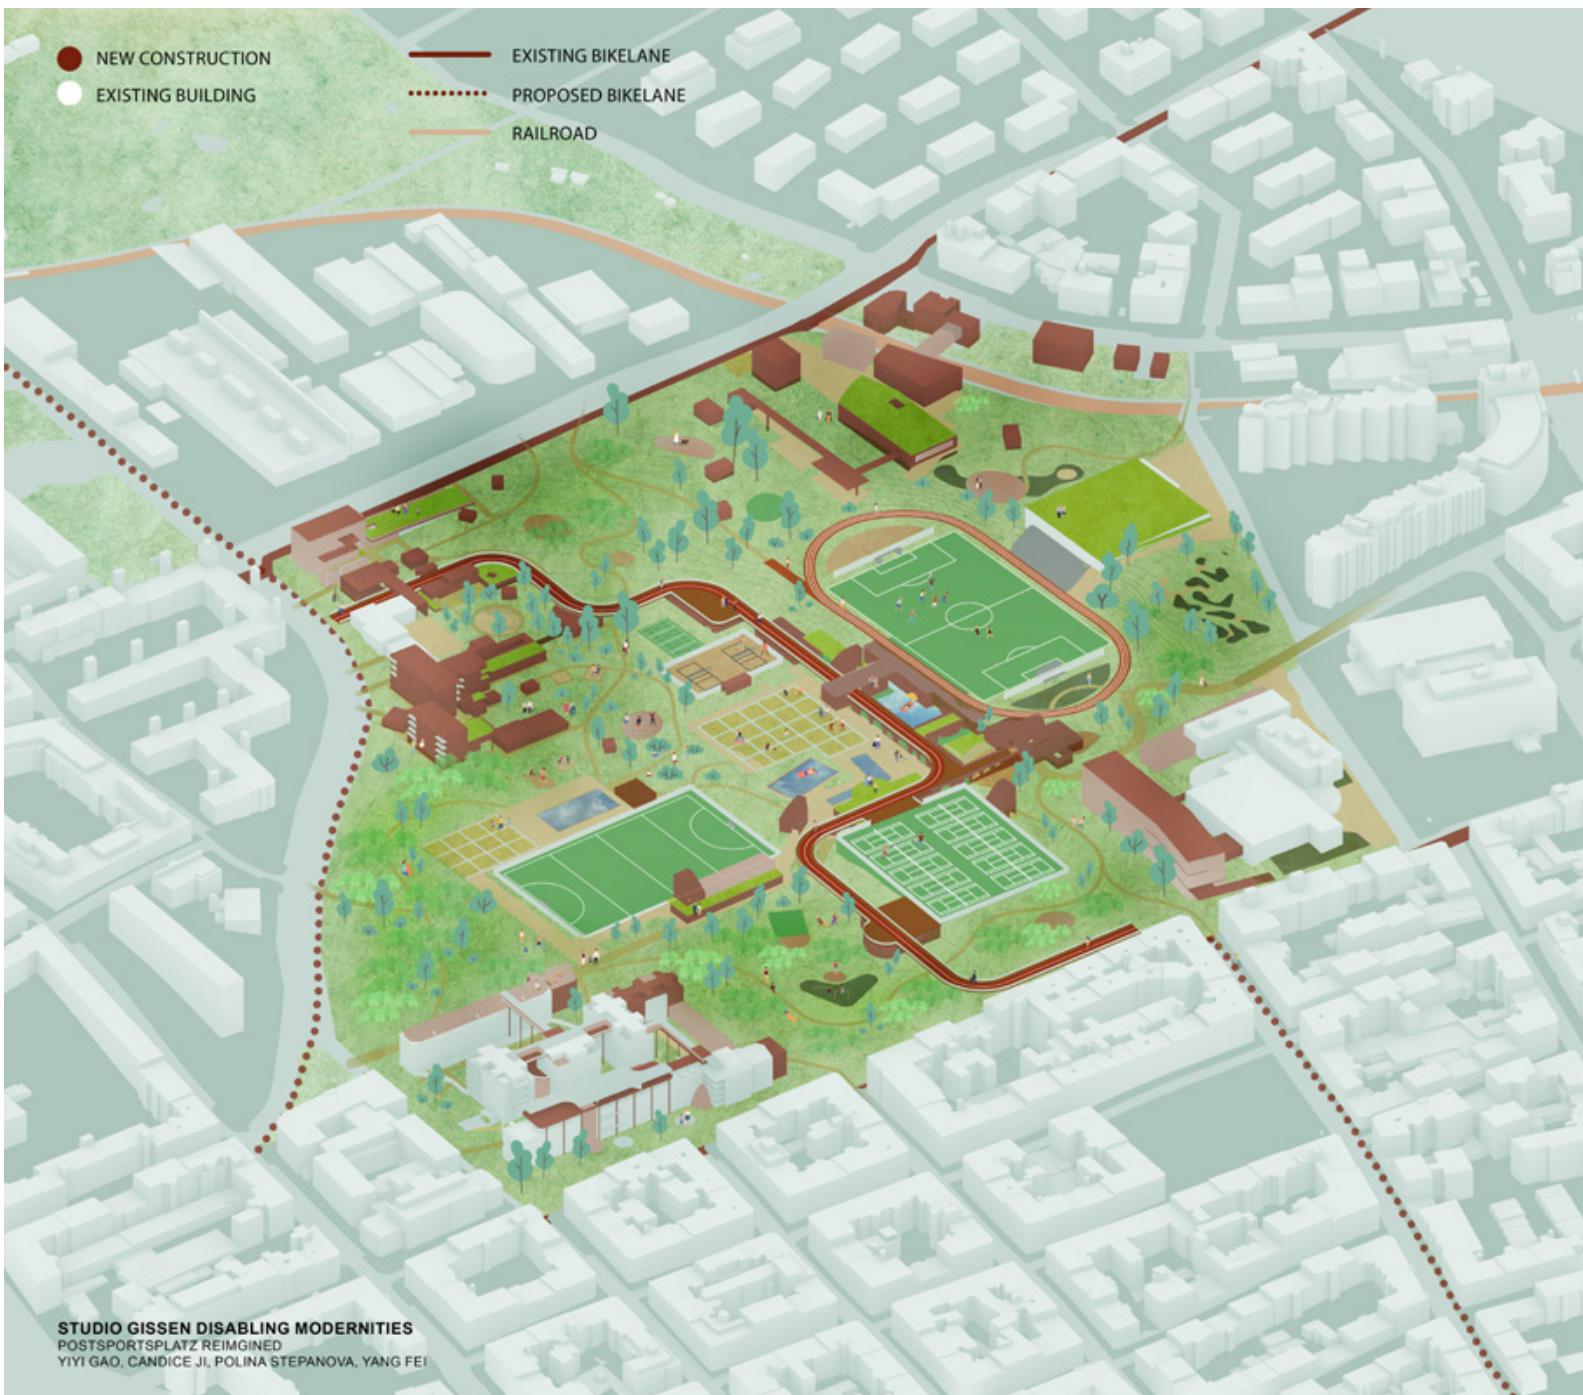 NEW CONSTRUCTION
EXISTING BUILDING
EXISTING BIKELANE
PROPOSED BIKELANE
RAILROAD
STUDIO GISSEN DISABLING MODERNITIES
POSTSPORTSPLATZ REIMGINED
YIYI GAO, CANDICE JI, POLINA STEPANOVA, YANG FEI